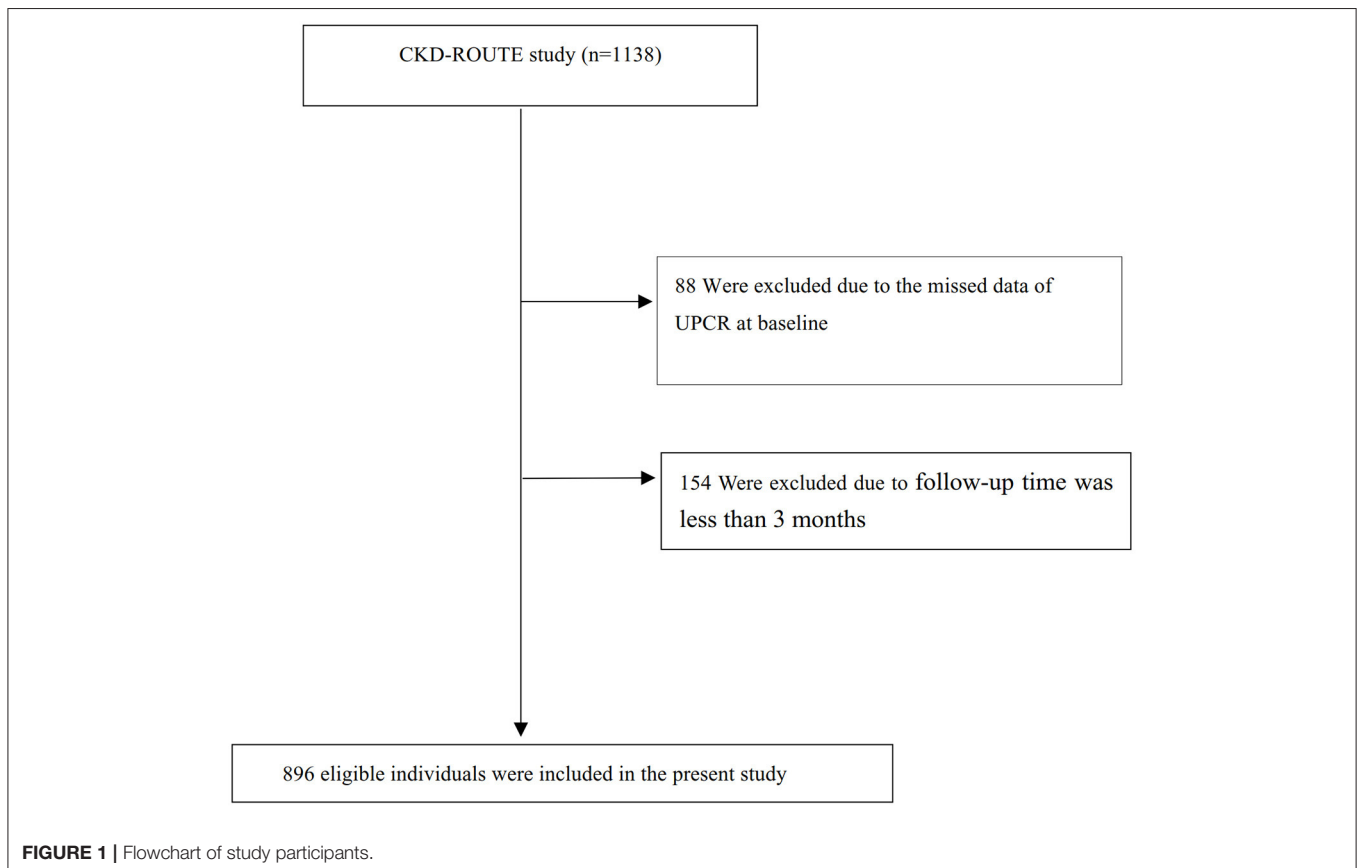 CKD-ROUTE study (n=1138)
88 Were excluded due to the missed data of
UPCR at baseline
154 Were excluded due to follow-up time was
less than 3 months
896 eligible individuals were included in the present study
FIGURE 1 | Flowchart of study participants.